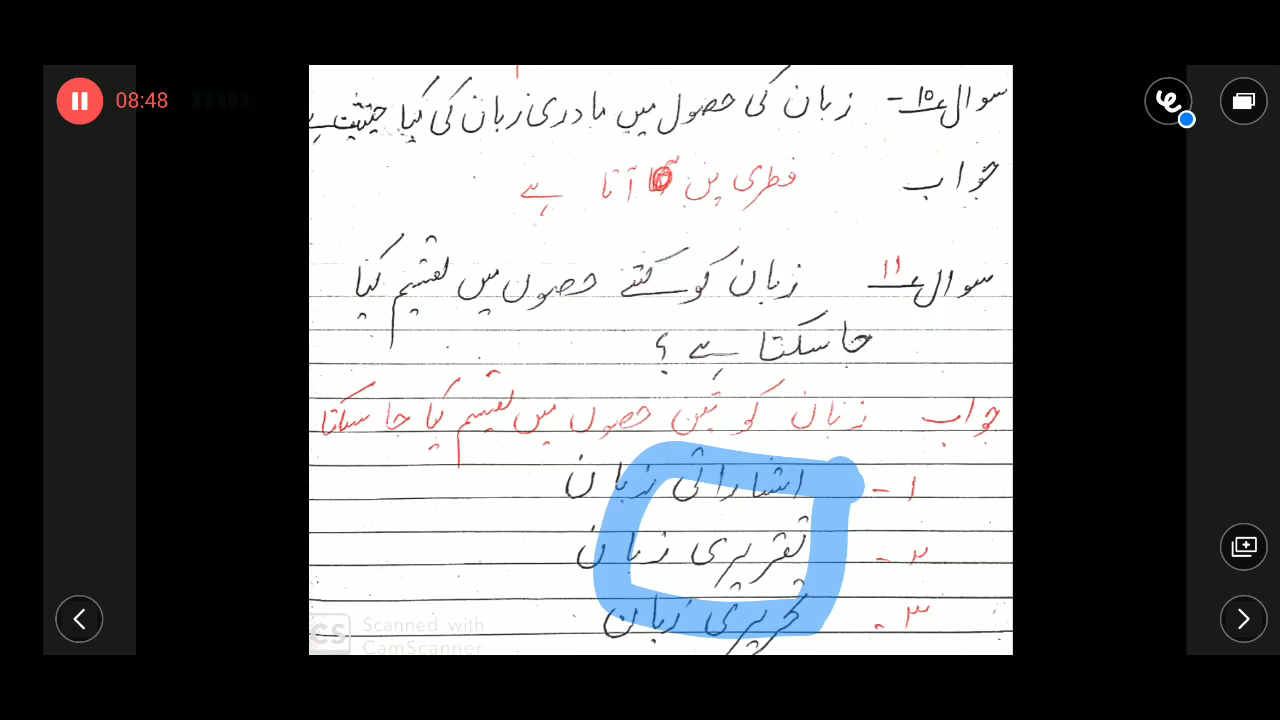 08:48
سوال ۱۰- زبان کی حصول میں مادری زبان کی کیا حیثیت ہے
جواب فطری پن آتا ہے
سوال ۱۱ زبان کو کتنے حصوں میں تقسیم کیا
جا سکتا ہے ؟
جواب زبان کو تین حصوں میں تقسیم کیا جا سکتا
۱- اشاراتی زبان
۲- تقریری زبان
۳- تحریری زبان
CS Scanned with
CamScanner